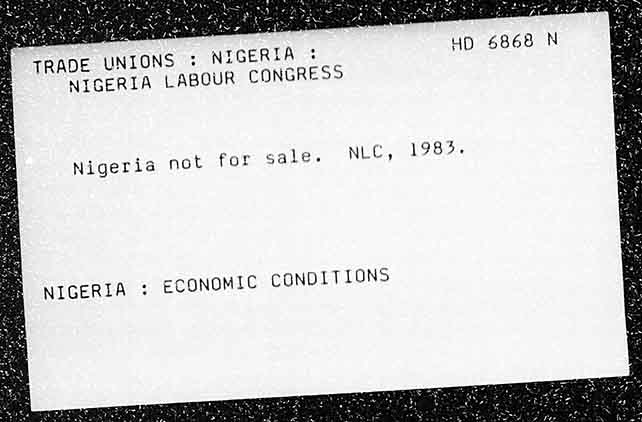 TRADE UNIONS : NIGERIA : HD 6868 N
NIGERIA LABOUR CONGRESS
Nigeria not for sale. NLC, 1983.
NIGERIA : ECONOMIC CONDITIONS